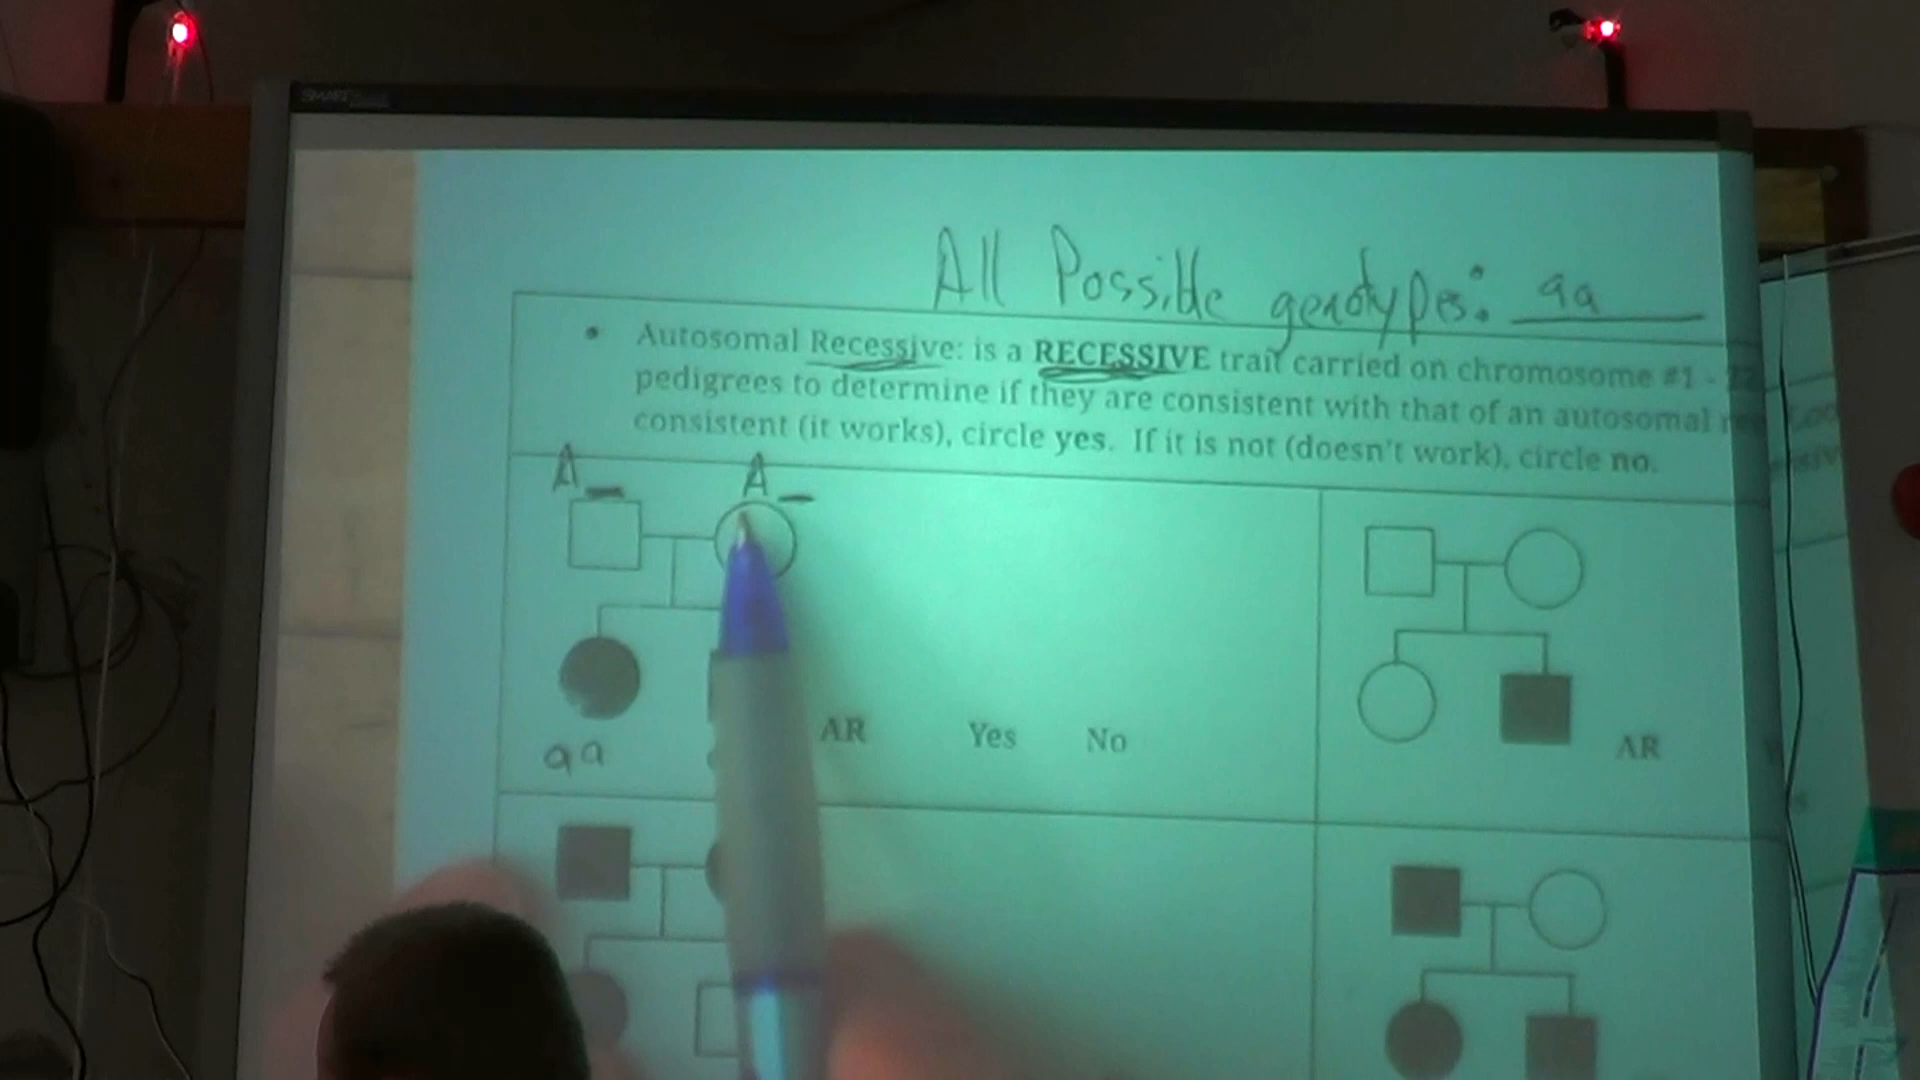 SMART
All Possible genotypes: aa
• Autosomal Recessive: is a RECESSIVE trait carried on chromosome #1 -
pedigrees to determine if they are consistent with that of an autosomal
consistent (it works), circle yes. If it is not (doesn't work), circle no.
A _ A _
aa
AR Yes No
AR